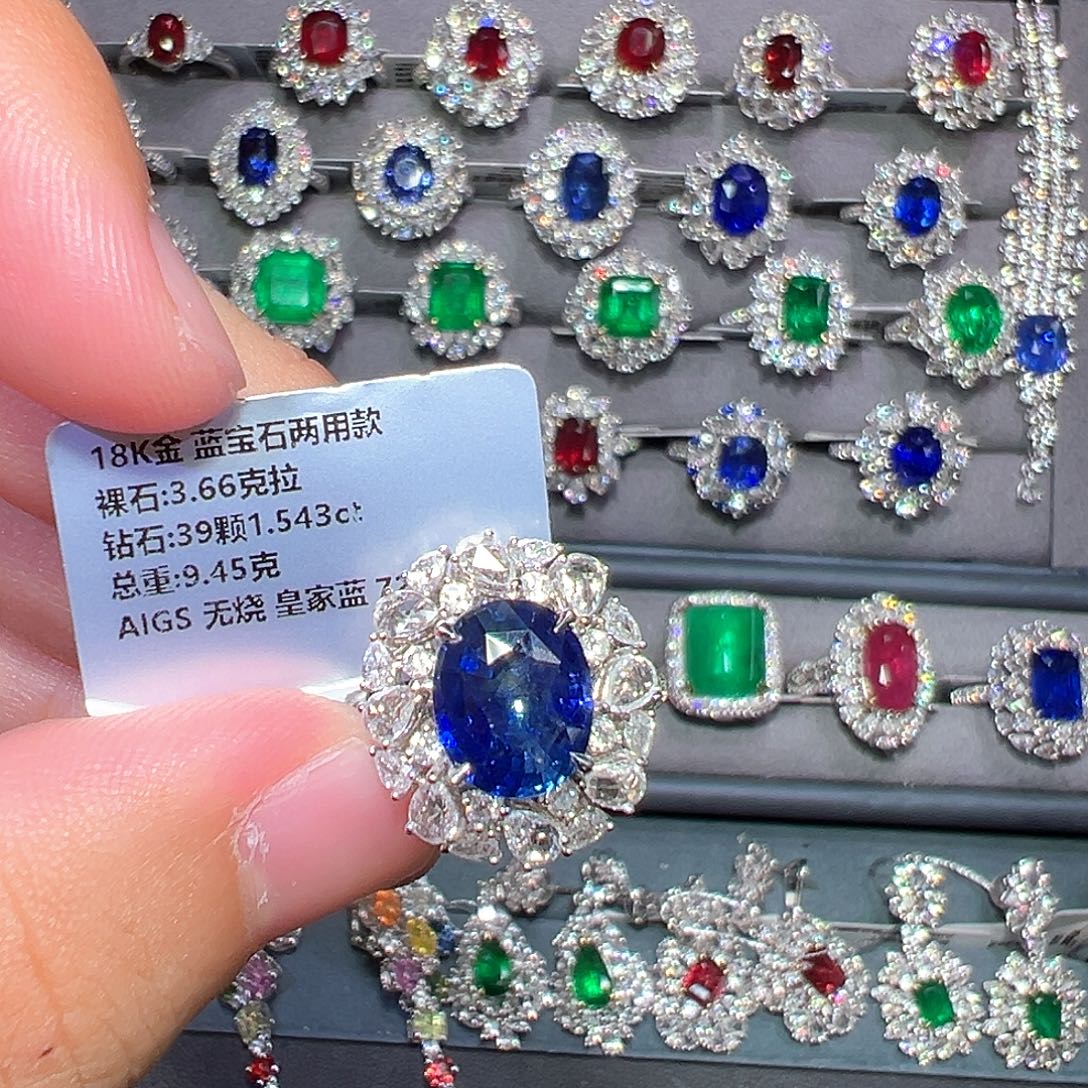 18K金 蓝宝石两用款
裸石:3.66克拉
钻石:39颗1.543ct
总重:9.45克
AIGS 无烧 皇家蓝